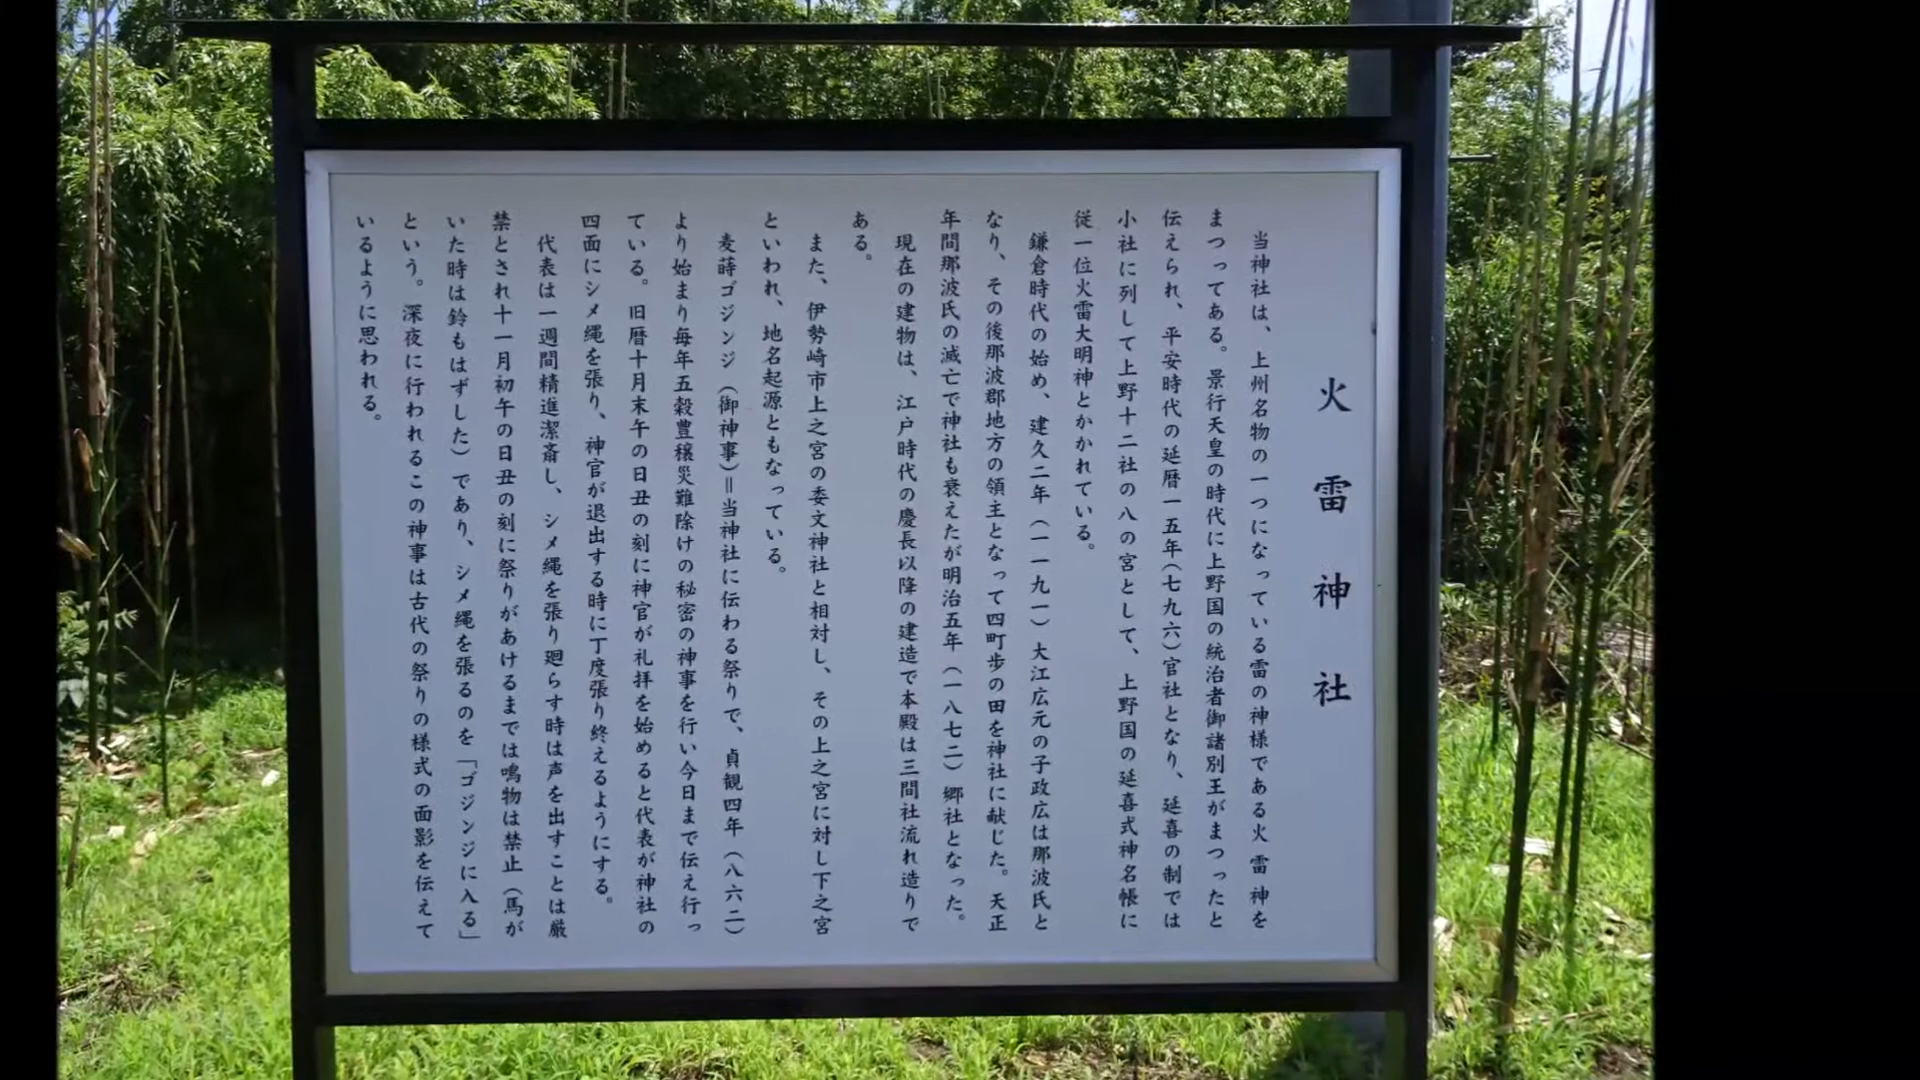 火雷神社
当神社は、上州名物の一つになっている雷の神様である火雷神を
まつってある。景行天皇の時代に上野国の統治者御諸別王がまつったと
伝えられ、平安時代の延暦一五年(七九六)官社となり、延喜の制では
小社に列して上野十二社の八の宮として、上野国の延喜式神名帳に
従一位火雷大明神とかかれている。
鎌倉時代の始め、建久二年(一一九一)大江広元の子政広は那波氏と
なり、その後那波郡地方の領主となって四町歩の田を神社に献じた。天正
年間那波氏の滅亡で神社も衰えたが明治五年(一八七二)郷社となった。
現在の建物は、江戸時代の慶長以降の建造で本殿は三間社流れ造りで
ある。
また、伊勢崎市上之宮の委文神社と相対し、その上之宮に対し下之宮
といわれ、地名起源ともなっている。
麦蒔ゴジンジ(御神事)=当神社に伝わる祭りで、貞観四年(八六二)
より始まり毎年五穀豊穣災難除けの秘密の神事を行い今日まで伝え行っ
ている。旧暦十月末午の日丑の刻に神官が礼拝を始めると代表が神社の
四面にシメ縄を張り、神官が退出する時に丁度張り終えるようにする。
代表は一週間精進潔斎し、シメ縄を張り廻らす時は声を出すことは厳
禁とされ十一月初午の日丑の刻に祭りがあけるまでは鳴物は禁止(馬が
いた時は鈴もはずした)であり、シメ縄を張るのを「ゴジンジに入る」
という。深夜に行われるこの神事は古代の祭りの様式の面影を伝えて
いるように思われる。